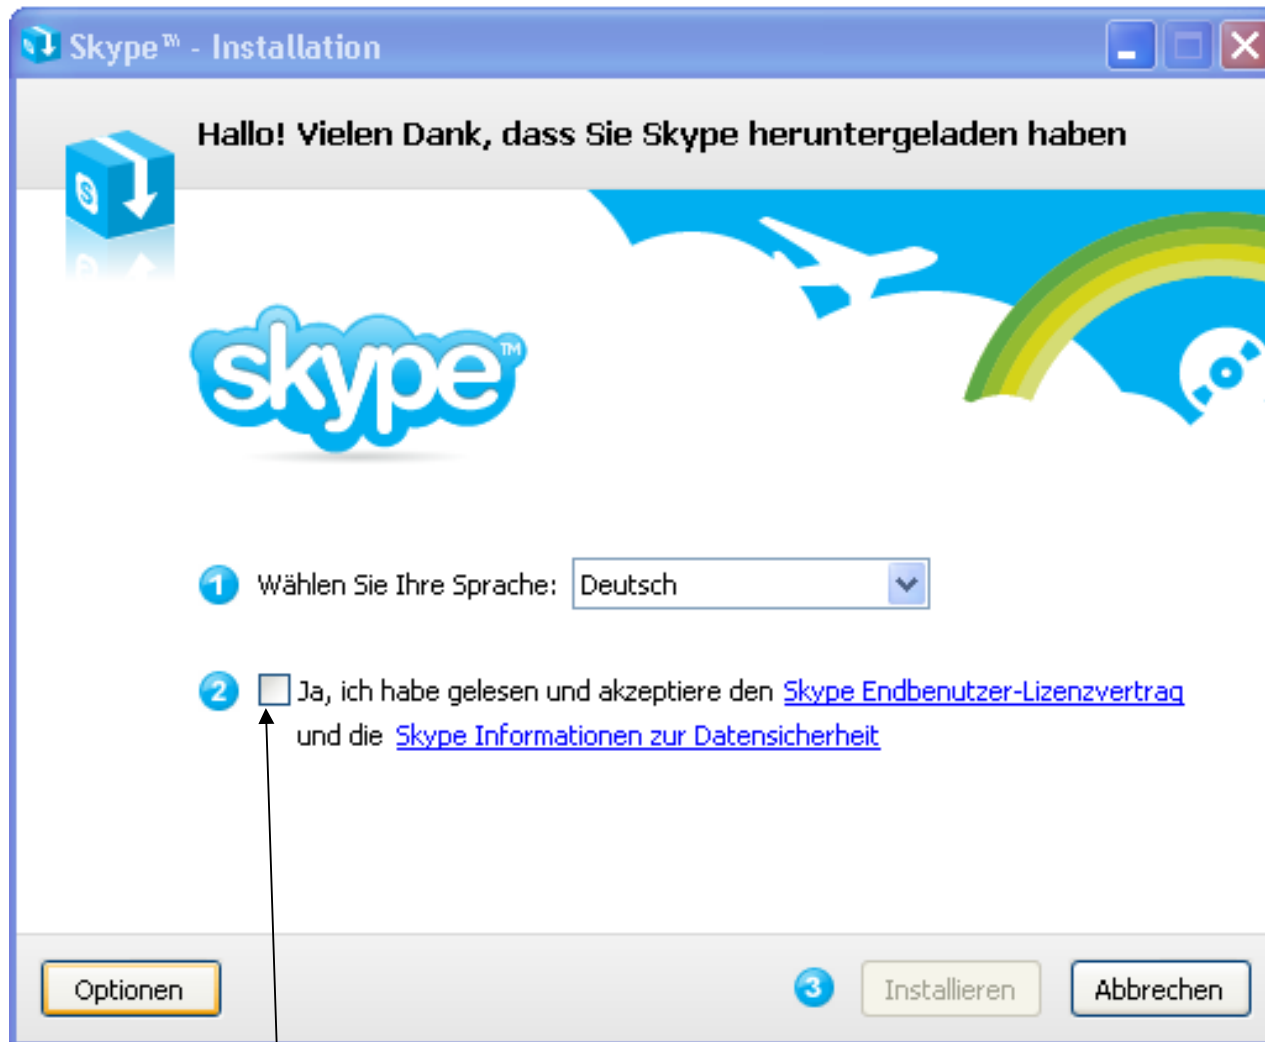 Skype™ - Installation
Hallo! Vielen Dank, dass Sie Skype heruntergeladen haben
S
skype™
1 Wählen Sie Ihre Sprache: Deutsch
2 Ja, ich habe gelesen und akzeptiere den Skype Endbenutzer-Lizenzvertrag
und die Skype Informationen zur Datensicherheit
Optionen 3 Installieren Abbrechen